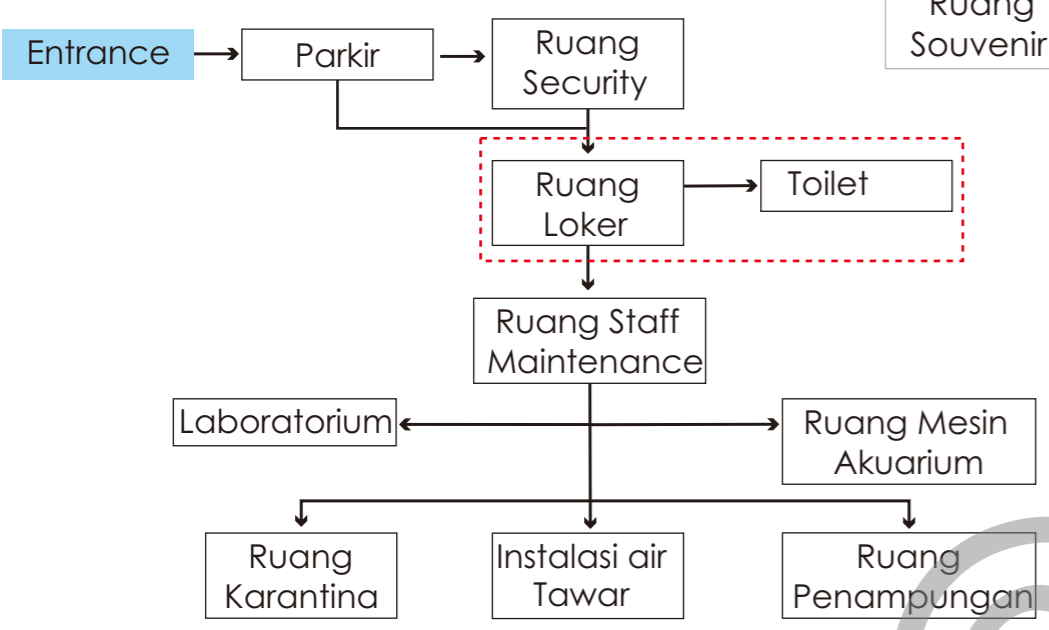 Ruang
Souvenir
Entrance
Parkir
Ruang
Security
Ruang
Loker
Toilet
Ruang Staff
Maintenance
Laboratorium
Ruang Mesin
Akuarium
Ruang
Karantina
Instalasi air
Tawar
Ruang
Penampungan